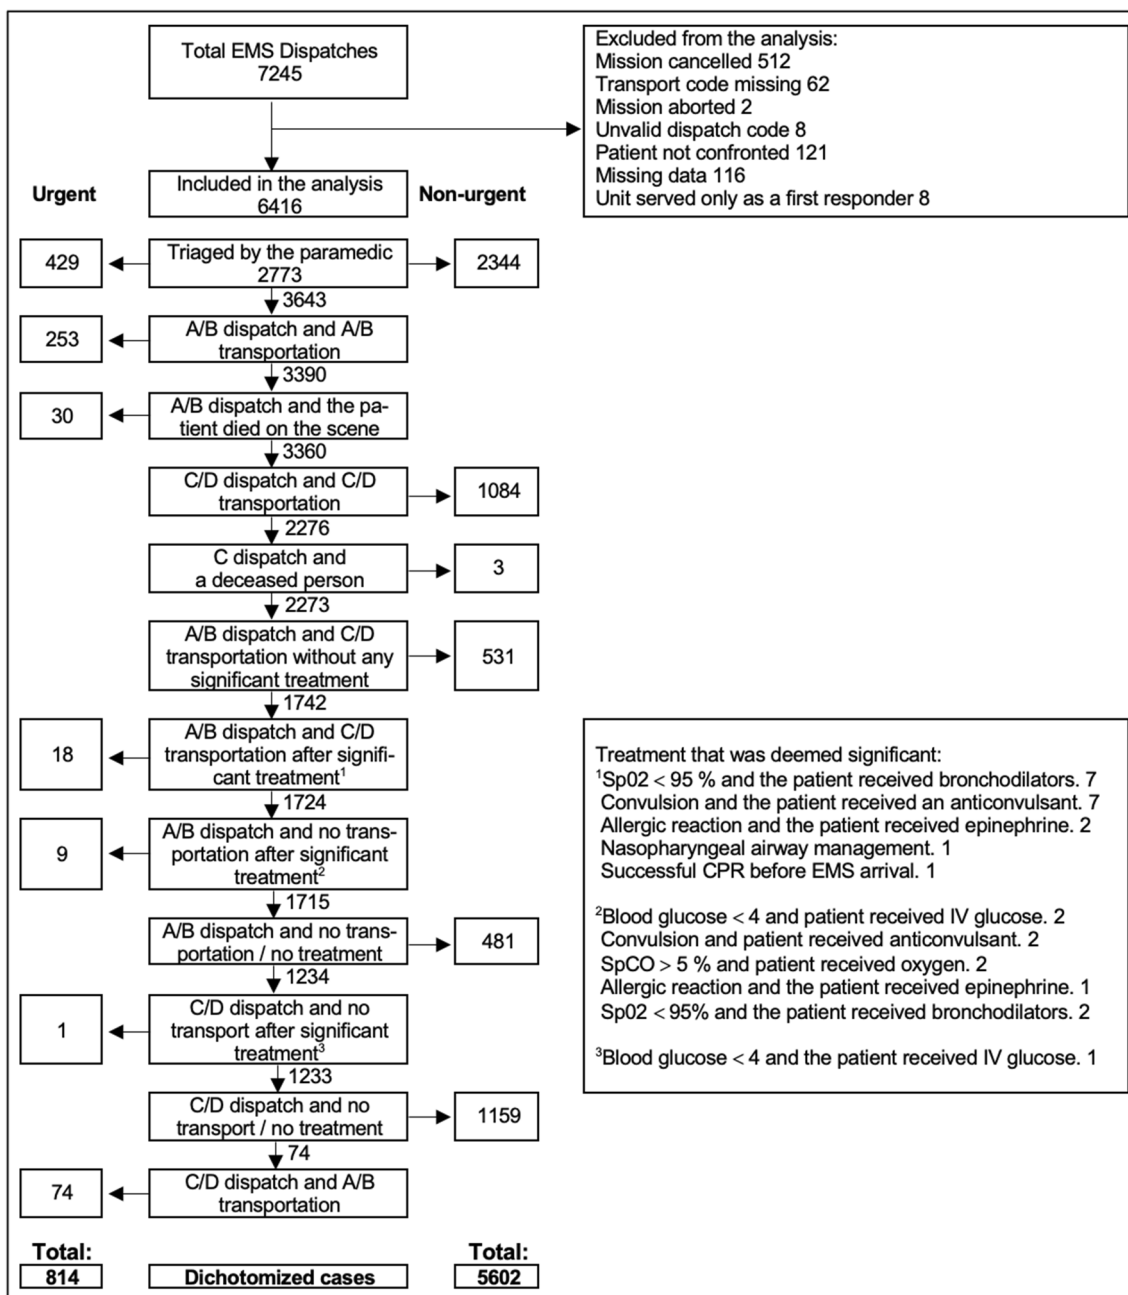 Total EMS Dispatches
7245
Excluded from the analysis:
Mission cancelled 512
Transport code missing 62
Mission aborted 2
Unvalid dispatch code 8
Patient not confronted 121
Missing data 116
Unit served only as a first responder 8
Urgent
Included in the analysis
6416
Non-urgent
429
Triaged by the paramedic
2773
2344
3643
253
A/B dispatch and A/B
transportation
3390
30
A/B dispatch and the pa-
tient died on the scene
3360
C/D dispatch and C/D
transportation
1084
2276
C dispatch and
a deceased person
3
2273
A/B dispatch and C/D
transportation without any
significant treatment
531
1742
18
A/B dispatch and C/D
transportation after signifi-
cant treatment¹
1724
9
A/B dispatch and no trans-
portation after significant
treatment²
1715
A/B dispatch and no trans-
portation / no treatment
481
1234
1
C/D dispatch and no
transport after significant
treatment³
1233
C/D dispatch and no
transport / no treatment
1159
74
74
C/D dispatch and A/B
transportation
Treatment that was deemed significant:
¹Sp02 < 95 % and the patient received bronchodilators. 7
Convulsion and the patient received an anticonvulsant. 7
Allergic reaction and the patient received epinephrine. 2
Nasopharyngeal airway management. 1
Successful CPR before EMS arrival. 1
²Blood glucose < 4 and patient received IV glucose. 2
Convulsion and patient received anticonvulsant. 2
SpCO > 5 % and patient received oxygen. 2
Allergic reaction and the patient received epinephrine. 1
Sp02 < 95% and the patient received bronchodilators. 2
³Blood glucose < 4 and the patient received IV glucose. 1
Total:
814
Dichotomized cases
Total:
5602